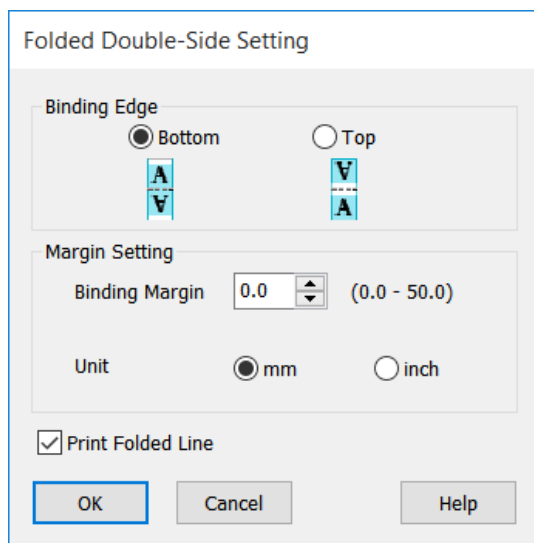 Folded Double-Side Setting
Binding Edge
Bottom Top
A A
A A
Margin Setting
Binding Margin 0.0 (0.0 - 50.0)
Unit mm inch
Print Folded Line
OK Cancel Help